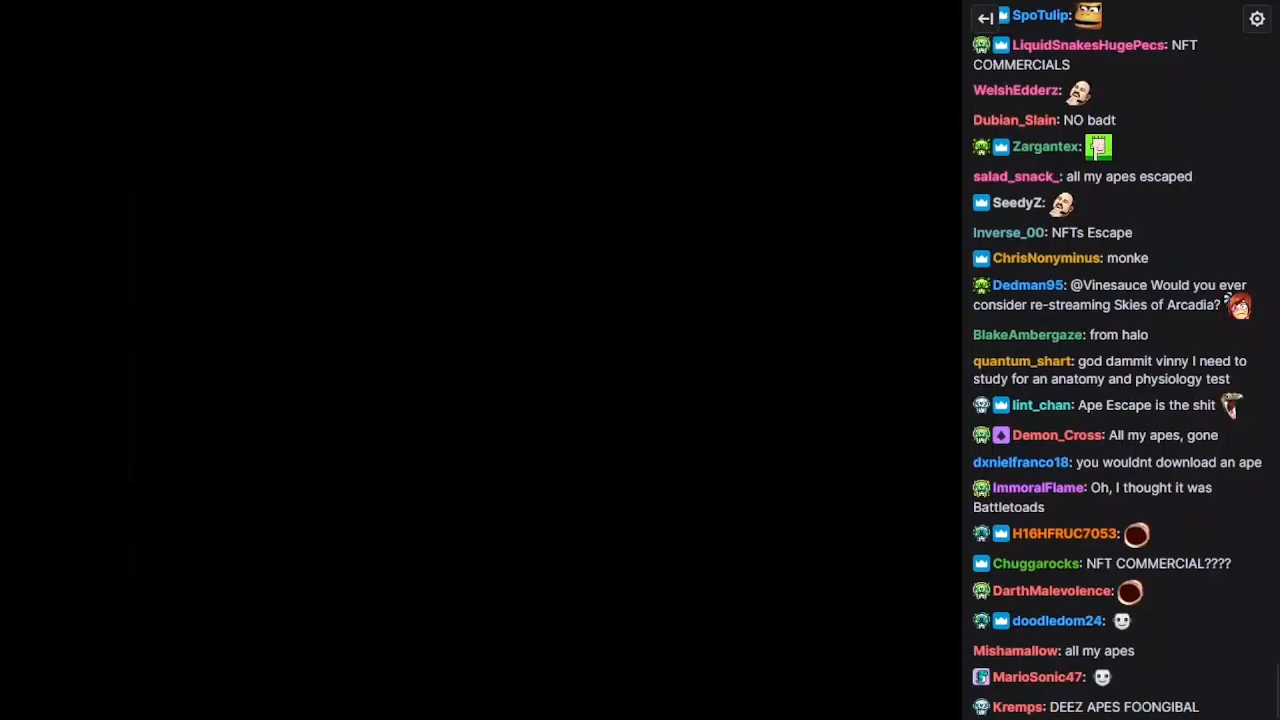 SpoTulip:
LiquidSnakesHugePecs: NFT
COMMERCIALS
WelshEdderz:
Dubian_Slain: NO badt
Zargantex:
salad_snack_: all my apes escaped
SeedyZ:
Inverse_00: NFTs Escape
ChrisNonyminus: monke
Dedman95: @Vinesauce Would you ever
consider re-streaming Skies of Arcadia?
BlakeAmbergaze: from halo
quantum_shart: god dammit vinny I need to
study for an anatomy and physiology test
lint_chan: Ape Escape is the shit
Demon_Cross: All my apes, gone
dxnielfranco18: you wouldnt download an ape
ImmoralFlame: Oh, I thought it was
Battletoads
H16HFRUC7053:
Chuggarocks: NFT COMMERCIAL????
DarthMalevolence:
doodledom24:
Mishamallow: all my apes
MarioSonic47:
Kremps: DEEZ APES FOONGIBAL